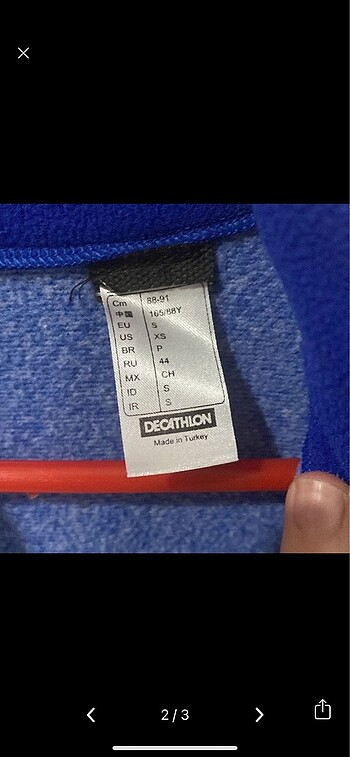 Cm 88-91
中国 165/88Y
EU S
US XS
BR P
RU 44
MX CH
ID S
IR S
DECATHLON
Made in Turkey
2/3